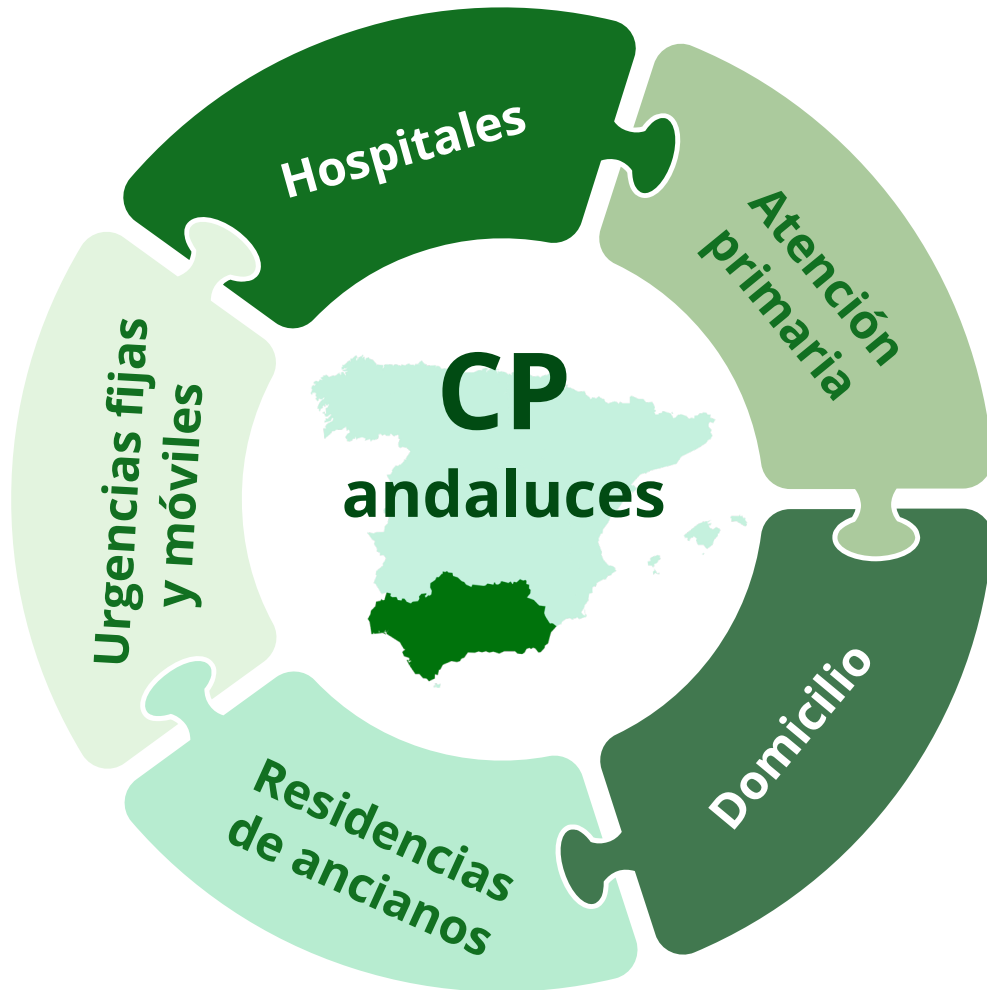 Hospitales
Atención
primaria
CP
andaluces
Urgencias fijas
y móviles
Domicilio
Residencias
de ancianos